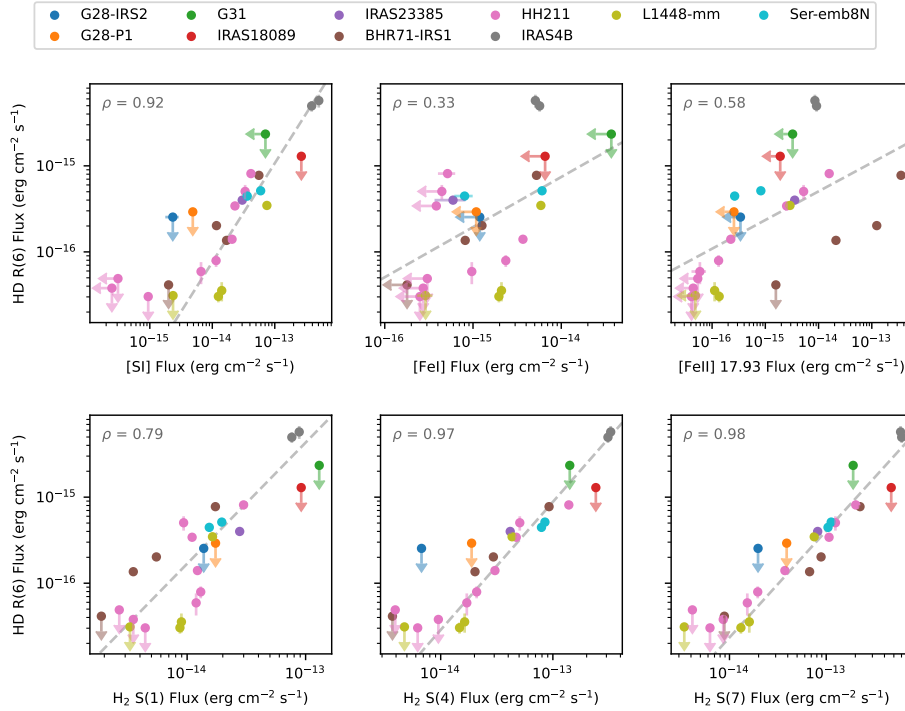 G28-IRS2 G31 IRAS23385 HH211 L1448-mm Ser-emb8N
G28-P1 IRAS18089 BHR71-IRS1 IRAS4B
ρ = 0.92 ρ = 0.33 ρ = 0.58
HD R(6) Flux (erg cm⁻² s⁻¹)
10⁻¹⁵
10⁻¹⁶
10⁻¹⁵ 10⁻¹⁴ 10⁻¹³
10⁻¹⁶ 10⁻¹⁵ 10⁻¹⁴
10⁻¹⁶ 10⁻¹⁵ 10⁻¹⁴ 10⁻¹³
[SI] Flux (erg cm⁻² s⁻¹) [FeI] Flux (erg cm⁻² s⁻¹) [FeII] 17.93 Flux (erg cm⁻² s⁻¹)
ρ = 0.79 ρ = 0.97 ρ = 0.98
HD R(6) Flux (erg cm⁻² s⁻¹)
10⁻¹⁵
10⁻¹⁶
10⁻¹⁴ 10⁻¹³
10⁻¹⁴ 10⁻¹³
10⁻¹⁴ 10⁻¹³
H₂ S(1) Flux (erg cm⁻² s⁻¹) H₂ S(4) Flux (erg cm⁻² s⁻¹) H₂ S(7) Flux (erg cm⁻² s⁻¹)